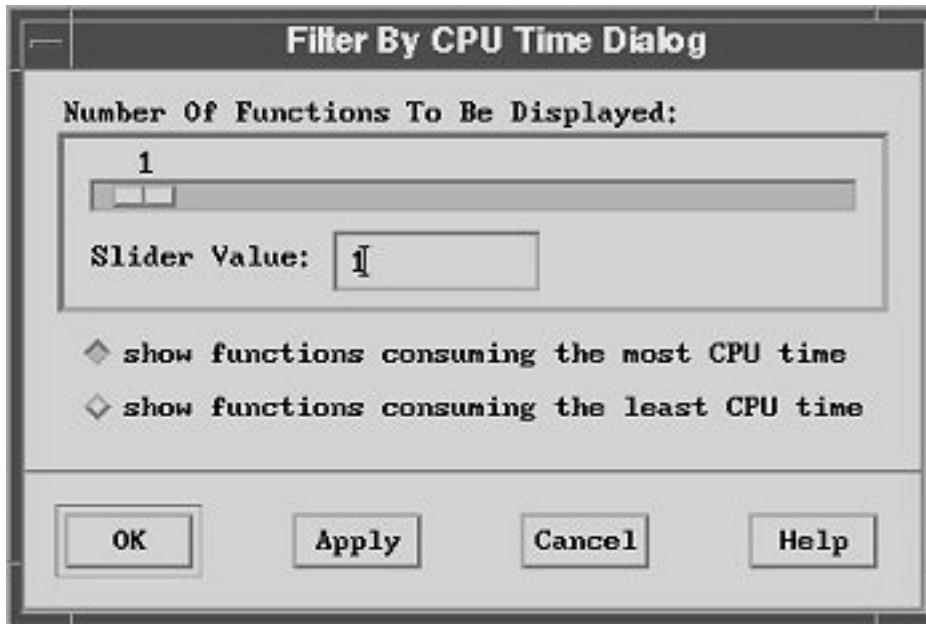 Filter By CPU Time Dialog
Number Of Functions To Be Displayed:
1
Slider Value: 1
show functions consuming the most CPU time
show functions consuming the least CPU time
OK Apply Cancel Help